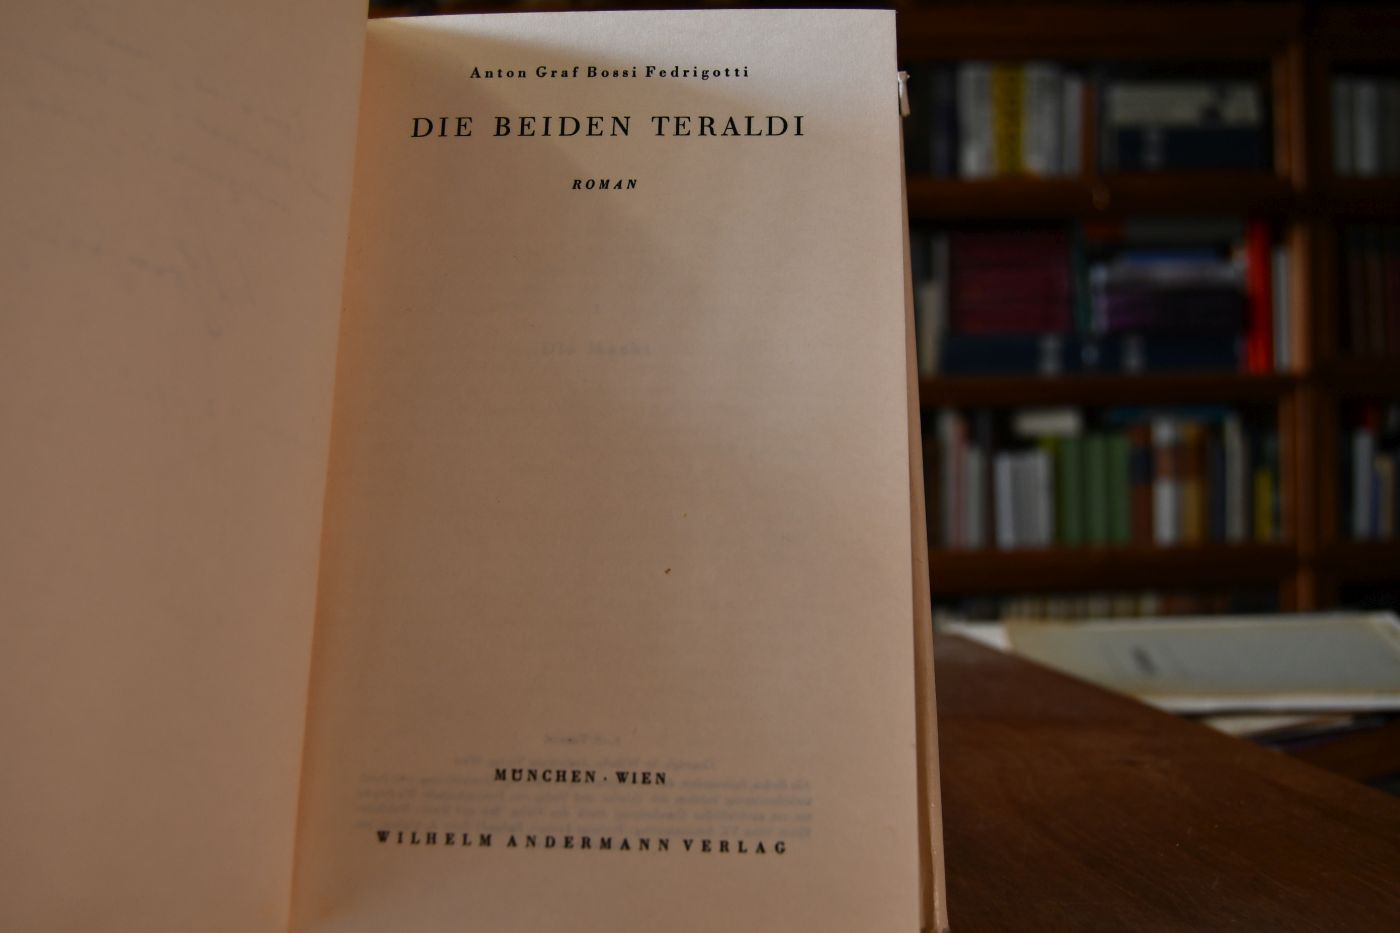 Anton Graf Bossi Fedrigotti
DIE BEIDEN TERALDI
ROMAN
MÜNCHEN · WIEN
WILHELM ANDERMANN VERLAG